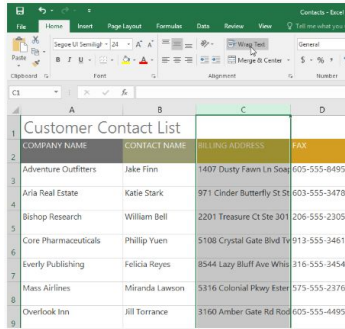 Contacts - Excel
File Home Insert Page Layout Formulas Data Review View Tell me what you
Paste Segoe UI Semiligl 24 A A Wrap Text General
B I U A Merge & Center $ % ,
Clipboard Font Alignment Number
C1 fx
A B C D
1 Customer Contact List
2 COMPANY NAME CONTACT NAME BILLING ADDRESS FAX
3 Adventure Outfitters Jake Finn 1407 Dusty Fawn Ln Soap 605-555-8495
4 Aria Real Estate Katie Stark 971 Cinder Butterfly St St 603-555-3478
5 Bishop Research William Bell 2201 Treasure Ct Ste 301 206-555-2305
6 Core Pharmaceuticals Phillip Yuen 5108 Crystal Gate Blvd Tv 913-555-3461
7 Everly Publishing Felicia Reyes 8544 Lazy Bluff Ave Whis 316-555-3454
8 Mass Airlines Miranda Lawson 5316 Colonial Pkwy Ester 575-555-2376
9 Overlook Inn Jill Torrance 3160 Amber Gate Rd Rod 605-555-4495